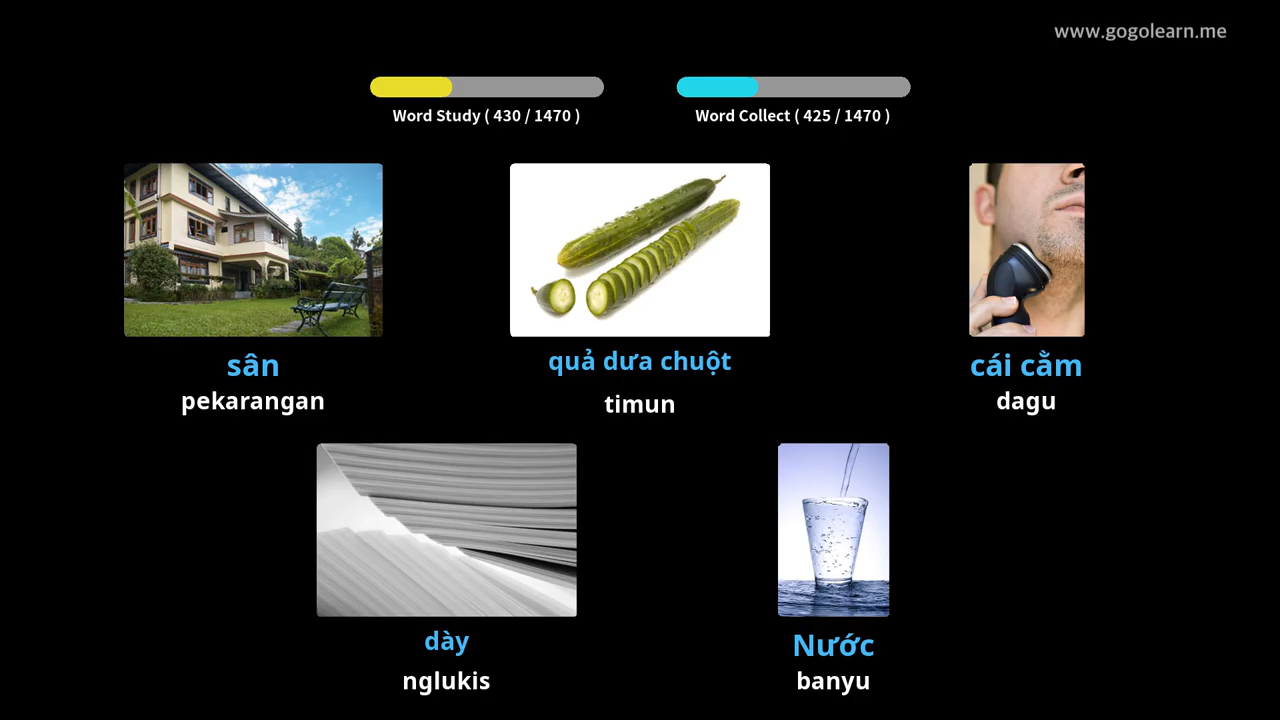 www.gogolearn.me
Word Study ( 430 / 1470 )
Word Collect ( 425 / 1470 )
sân
pekarangan
quả dưa chuột
timun
cái cằm
dagu
dày
nglukis
Nước
banyu